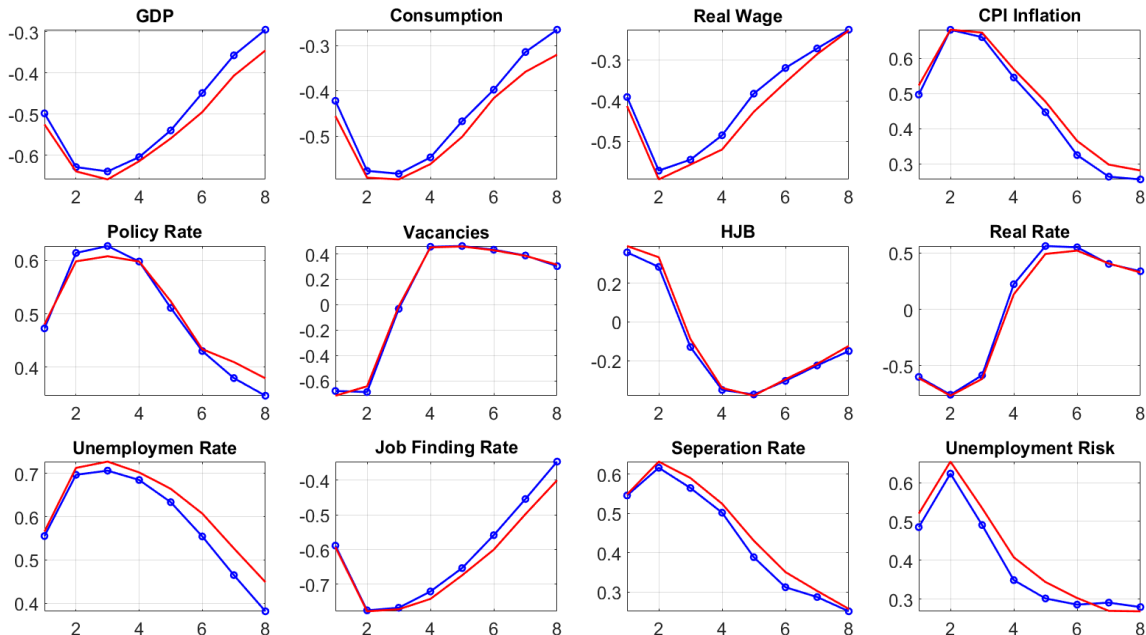 GDP
-0.3
-0.4
-0.5
-0.6
2 4 6 8
Consumption
-0.3
-0.4
-0.5
2 4 6 8
Real Wage
-0.3
-0.4
-0.5
2 4 6 8
CPI Inflation
0.6
0.5
0.4
0.3
2 4 6 8
Policy Rate
0.6
0.5
0.4
2 4 6 8
Vacancies
0.4
0.2
0
-0.2
-0.4
-0.6
2 4 6 8
HJB
0.2
0
-0.2
2 4 6 8
Real Rate
0.5
0
-0.5
2 4 6 8
Unemploymen Rate
0.7
0.6
0.5
0.4
2 4 6 8
Job Finding Rate
-0.4
-0.5
-0.6
-0.7
2 4 6 8
Seperation Rate
0.6
0.5
0.4
0.3
2 4 6 8
Unemployment Risk
0.6
0.5
0.4
0.3
2 4 6 8